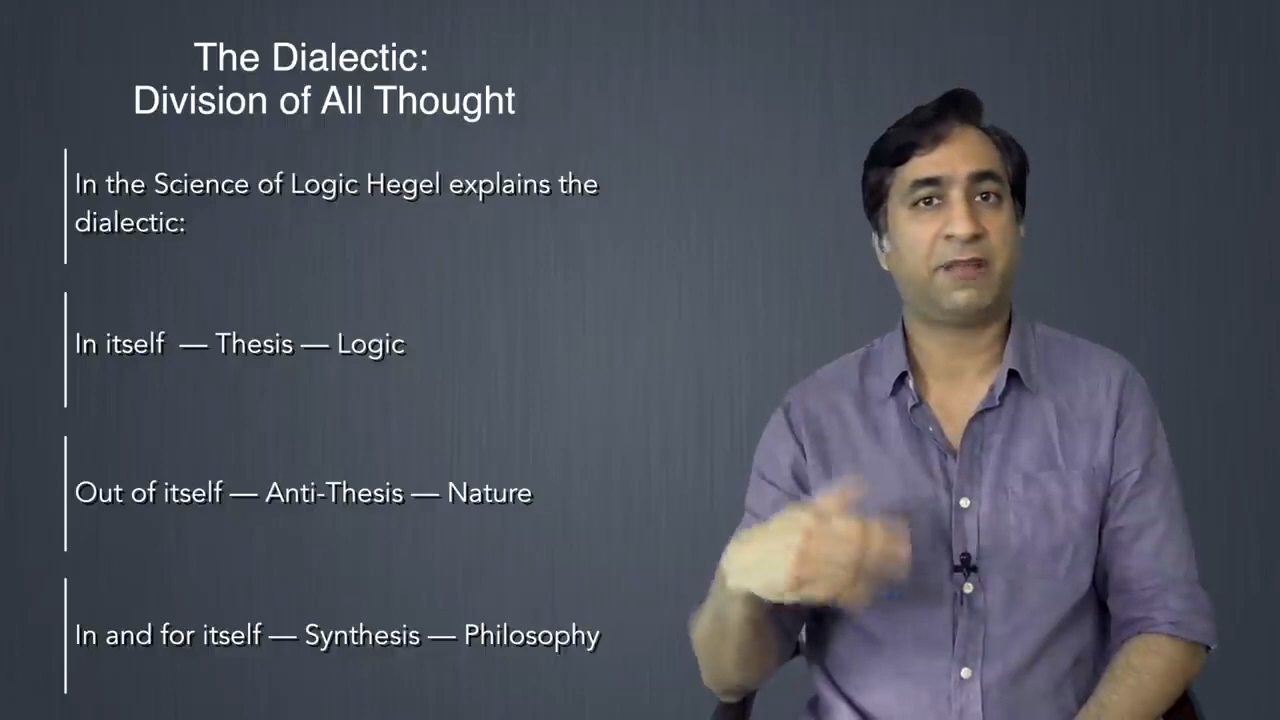 The Dialectic:
Division of All Thought
In the Science of Logic Hegel explains the
dialectic:
In itself — Thesis — Logic
Out of itself — Anti-Thesis — Nature
In and for itself — Synthesis — Philosophy